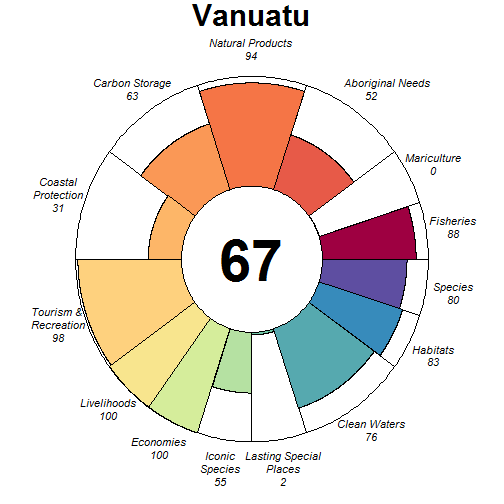 Vanuatu
Natural Products
94
Carbon Storage
63
Aboriginal Needs
52
Mariculture
0
Coastal
Protection
31
Fisheries
88
67
Species
80
Tourism &
Recreation
98
Habitats
83
Livelihoods
100
Clean Waters
76
Economies
100
Iconic
Species
55
Lasting Special
Places
2